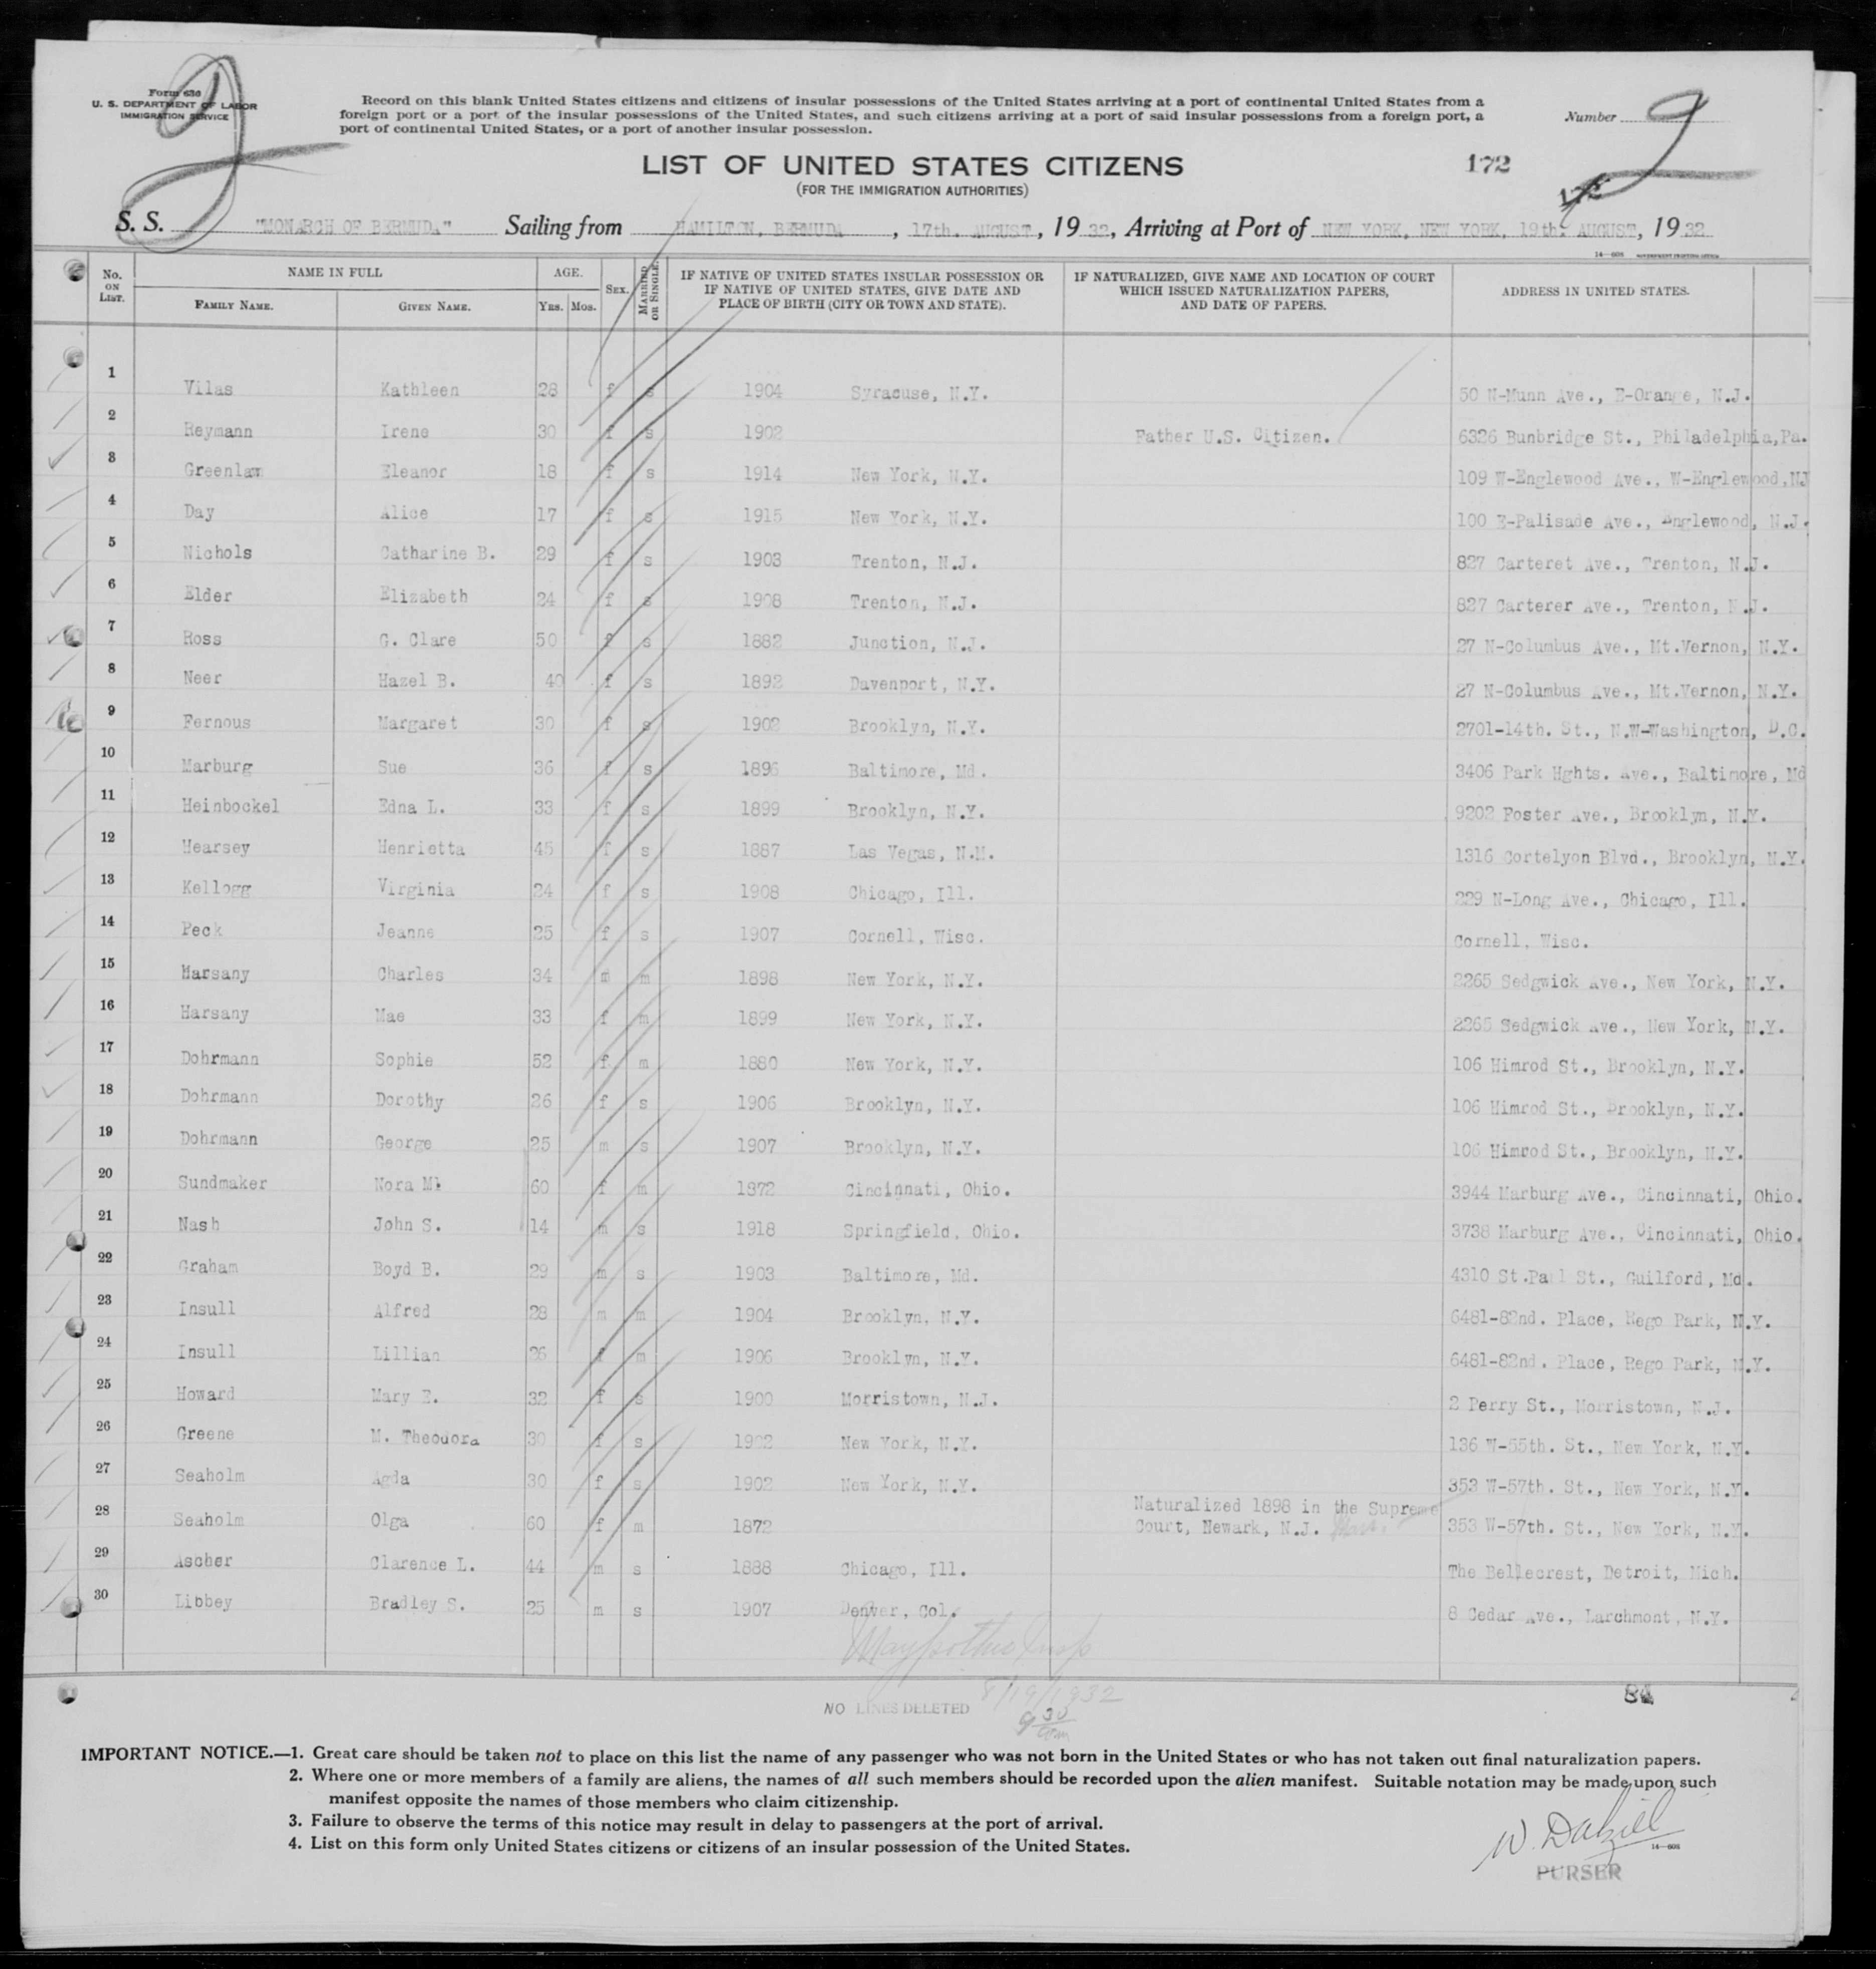 Form 630
U. S. DEPARTMENT OF LABOR
IMMIGRATION SERVICE
Record on this blank United States citizens and citizens of insular possessions of the United States arriving at a port of continental United States from a
foreign port or a port of the insular possessions of the United States, and such citizens arriving at a port of said insular possessions from a foreign port, a
port of continental United States, or a port of another insular possession.
Number 9
9
LIST OF UNITED STATES CITIZENS
172
(FOR THE IMMIGRATION AUTHORITIES)
S. S. "MONARCH OF BERMUDA" Sailing from HAMILTON, BERMUDA, 17th. AUGUST, 1932, Arriving at Port of NEW YORK, NEW YORK, 19th. AUGUST, 1932
No. ON LIST. NAME IN FULL FAMILY NAME. GIVEN NAME. AGE. YRS. MOS. SEX. MARRIED OR SINGLE. IF NATIVE OF UNITED STATES INSULAR POSSESSION OR IF NATIVE OF UNITED STATES, GIVE DATE AND PLACE OF BIRTH (CITY OR TOWN AND STATE). IF NATURALIZED, GIVE NAME AND LOCATION OF COURT WHICH ISSUED NATURALIZATION PAPERS, AND DATE OF PAPERS. ADDRESS IN UNITED STATES.
1 Vilas Kathleen 28 f s 1904 Syracuse, N.Y. 50 N-Munn Ave., E-Orange, N.J.
2 Reymann Irene 30 f s 1902 Father U.S. Citizen. 6326 Bunbridge St., Philadelphia,Pa.
3 Greenlaw Eleanor 18 f s 1914 New York, N.Y. 109 W-Englewood Ave., W-Englewood,NJ
4 Day Alice 17 f s 1915 New York, N.Y. 100 E-Palisade Ave., Englewood, N.J.
5 Nichols Catharine B. 29 f s 1903 Trenton, N.J. 827 Carteret Ave., Trenton, N.J.
6 Elder Elizabeth 24 f s 1908 Trenton, N.J. 827 Carterer Ave., Trenton, N.J.
7 Ross G. Clare 50 f s 1882 Junction, N.J. 27 N-Columbus Ave., Mt.Vernon, N.Y.
8 Neer Hazel B. 40 f s 1892 Davenport, N.Y. 27 N-Columbus Ave., Mt.Vernon, N.Y.
9 Fernous Margaret 30 f s 1902 Brooklyn, N.Y. 2701-14th. St., N.W-Washington, D.C.
10 Marburg Sue 36 f s 1896 Baltimore, Md. 3406 Park Hghts. Ave., Baltimore, Md
11 Heinbockel Edna L. 33 f s 1899 Brooklyn, N.Y. 9202 Foster Ave., Brooklyn, N.Y.
12 Hearsey Henrietta 45 f s 1887 Las Vegas, N.M. 1316 Cortelyon Blvd., Brooklyn, N.Y.
13 Kellogg Virginia 24 f s 1908 Chicago, Ill. 229 N-Long Ave., Chicago, Ill.
14 Peck Jeanne 25 f s 1907 Cornell, Wisc. Cornell, Wisc.
15 Harsany Charles 34 m m 1898 New York, N.Y. 2265 Sedgwick Ave., New York, N.Y.
16 Harsany Mae 33 f m 1899 New York, N.Y. 2265 Sedgwick Ave., New York, N.Y.
17 Dohrmann Sophie 52 f m 1880 New York, N.Y. 106 Himrod St., Brooklyn, N.Y.
18 Dohrmann Dorothy 26 f s 1906 Brooklyn, N.Y. 106 Himrod St., Brooklyn, N.Y.
19 Dohrmann George 25 m s 1907 Brooklyn, N.Y. 106 Himrod St., Brooklyn, N.Y.
20 Sundmaker Nora M. 60 f m 1872 Cincinnati, Ohio. 3944 Marburg Ave., Cincinnati, Ohio.
21 Nash John S. 14 m s 1918 Springfield, Ohio. 3738 Marburg Ave., Cincinnati, Ohio.
22 Graham Boyd B. 29 m s 1903 Baltimore, Md. 4310 St.Paul St., Guilford, Md.
23 Insull Alfred 28 m m 1904 Brooklyn, N.Y. 6481-82nd. Place, Rego Park, N.Y.
24 Insull Lillian 26 f m 1906 Brooklyn, N.Y. 6481-82nd. Place, Rego Park, N.Y.
25 Howard Mary E. 32 f s 1900 Morristown, N.J. 2 Perry St., Morristown, N.J.
26 Greene M. Theodora 30 f s 1902 New York, N.Y. 136 W-55th. St., New York, N.Y.
27 Seaholm Agda 30 f s 1902 New York, N.Y. 353 W-57th. St., New York, N.Y.
28 Seaholm Olga 60 f m 1872 Naturalized 1898 in the Supreme Court, Newark, N.J. 353 W-57th. St., New York, N.Y.
29 Ascher Clarence L. 44 m s 1888 Chicago, Ill. The Bellecrest, Detroit, Mich.
30 Libbey Bradley S. 25 m s 1907 Denver, Col. 8 Cedar Ave., Larchmont, N.Y.
8/19/1932
NO LINES DELETED
9 30 am
IMPORTANT NOTICE.—1. Great care should be taken not to place on this list the name of any passenger who was not born in the United States or who has not taken out final naturalization papers.
2. Where one or more members of a family are aliens, the names of all such members should be recorded upon the alien manifest. Suitable notation may be made upon such
manifest opposite the names of those members who claim citizenship.
3. Failure to observe the terms of this notice may result in delay to passengers at the port of arrival.
4. List on this form only United States citizens or citizens of an insular possession of the United States.
W. Dalziel
PURSER